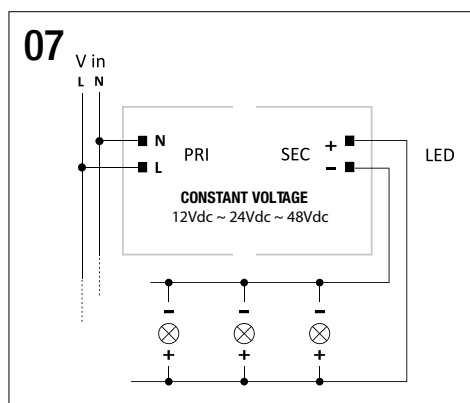 07
V in
L N
N
L
PRI
SEC
+
−
LED
CONSTANT VOLTAGE
12Vdc ~ 24Vdc ~ 48Vdc
− − −
+ + +